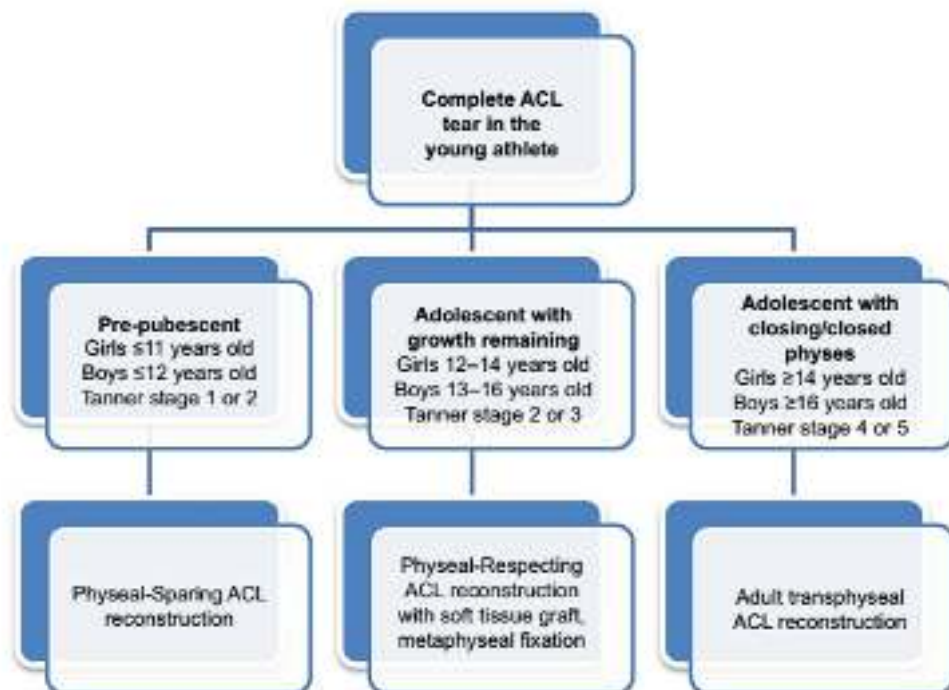 Complete ACL
tear in the
young athlete
Pre-pubescent
Girls ≤11 years old
Boys ≤12 years old
Tanner stage 1 or 2
Adolescent with
growth remaining
Girls 12–14 years old
Boys 13–16 years old
Tanner stage 2 or 3
Adolescent with
closing/closed
physes
Girls ≥14 years old
Boys ≥16 years old
Tanner stage 4 or 5
Physeal-Sparing ACL
reconstruction
Physeal-Respecting
ACL reconstruction
with soft tissue graft,
metaphyseal fixation
Adult transphyseal
ACL reconstruction